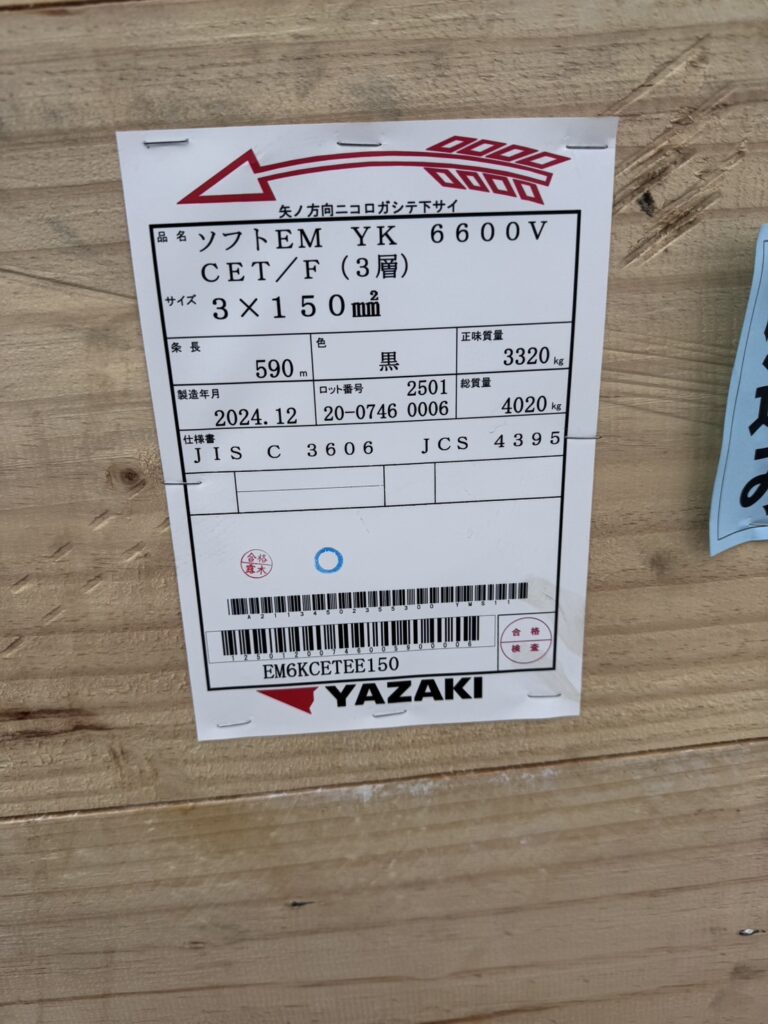 矢ノ方向ニコロガシテ下サイ
品名 ソフトEM YK 6600V
CET/F(3層)
サイズ 3×150mm²
条長 590m 色 黒 正味質量 3320kg
製造年月 2024.12 ロット番号 2501 20-0746 0006 総質量 4020kg
仕様書
JIS C 3606 JCS 4395
合格
合格
検査
EM6KCETEE150
YAZAKI